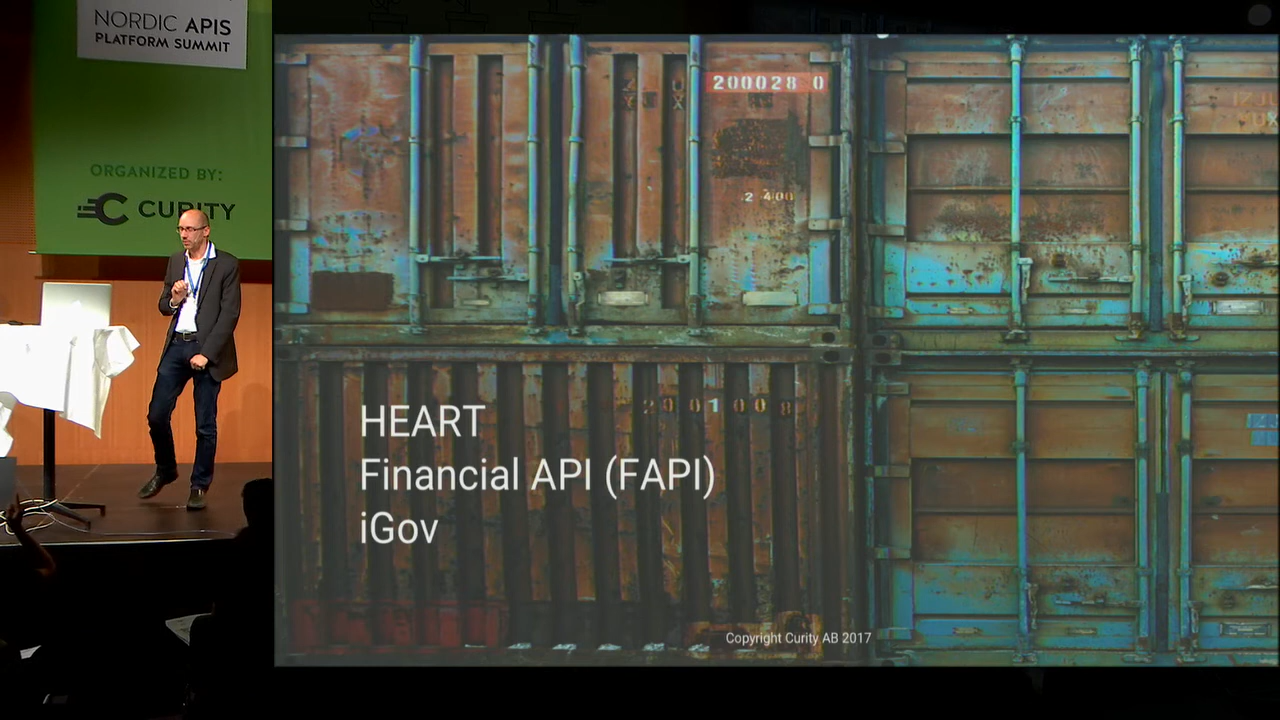 NORDIC APIS
PLATFORM SUMMIT
ORGANIZED BY:
CURITY
200028 0
2 400
2001008
HEART
Financial API (FAPI)
iGov
Copyright Curity AB 2017